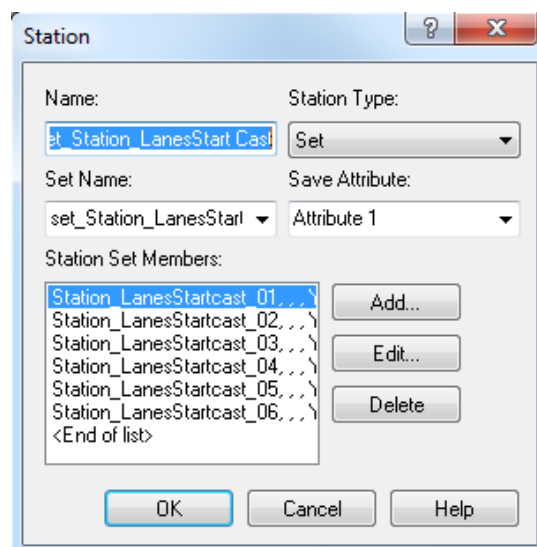 Station
Name: Station Type:
et_Station_LanesStart Cast Set
Set Name: Save Attribute:
set_Station_LanesStart Attribute 1
Station Set Members:
Station_LanesStartcast_01, , , Y
Station_LanesStartcast_02, , , Y
Station_LanesStartcast_03, , , Y
Station_LanesStartcast_04, , , Y
Station_LanesStartcast_05, , , Y
Station_LanesStartcast_06, , , Y
<End of list>
Add...
Edit...
Delete
OK Cancel Help